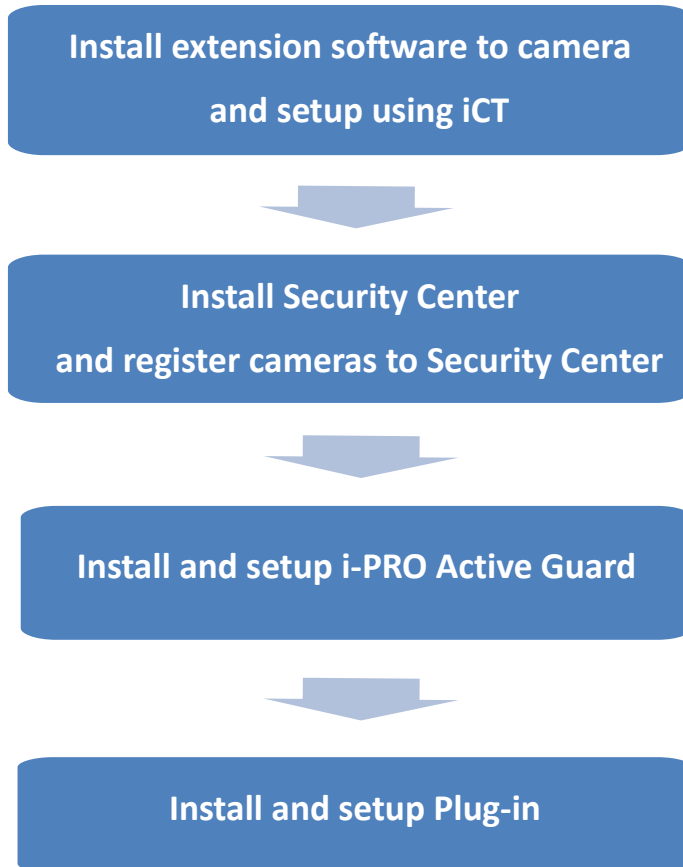 Install extension software to camera
and setup using iCT
Install Security Center
and register cameras to Security Center
Install and setup i-PRO Active Guard
Install and setup Plug-in